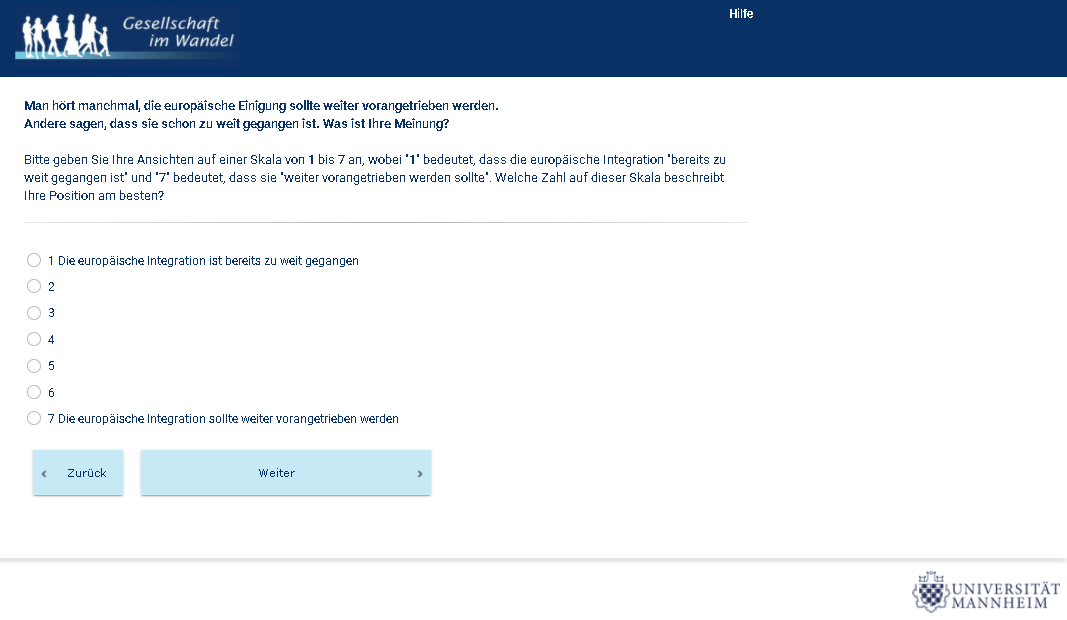 Gesellschaft
im Wandel
Hilfe
Man hört manchmal, die europäische Einigung sollte weiter vorangetrieben werden.
Andere sagen, dass sie schon zu weit gegangen ist. Was ist Ihre Meinung?
Bitte geben Sie Ihre Ansichten auf einer Skala von 1 bis 7 an, wobei "1" bedeutet, dass die europäische Integration "bereits zu
weit gegangen ist" und "7" bedeutet, dass sie "weiter vorangetrieben werden sollte". Welche Zahl auf dieser Skala beschreibt
Ihre Position am besten?
1 Die europäische Integration ist bereits zu weit gegangen
2
3
4
5
6
7 Die europäische Integration sollte weiter vorangetrieben werden
‹ Zurück
Weiter ›
UNIVERSITÄT
MANNHEIM